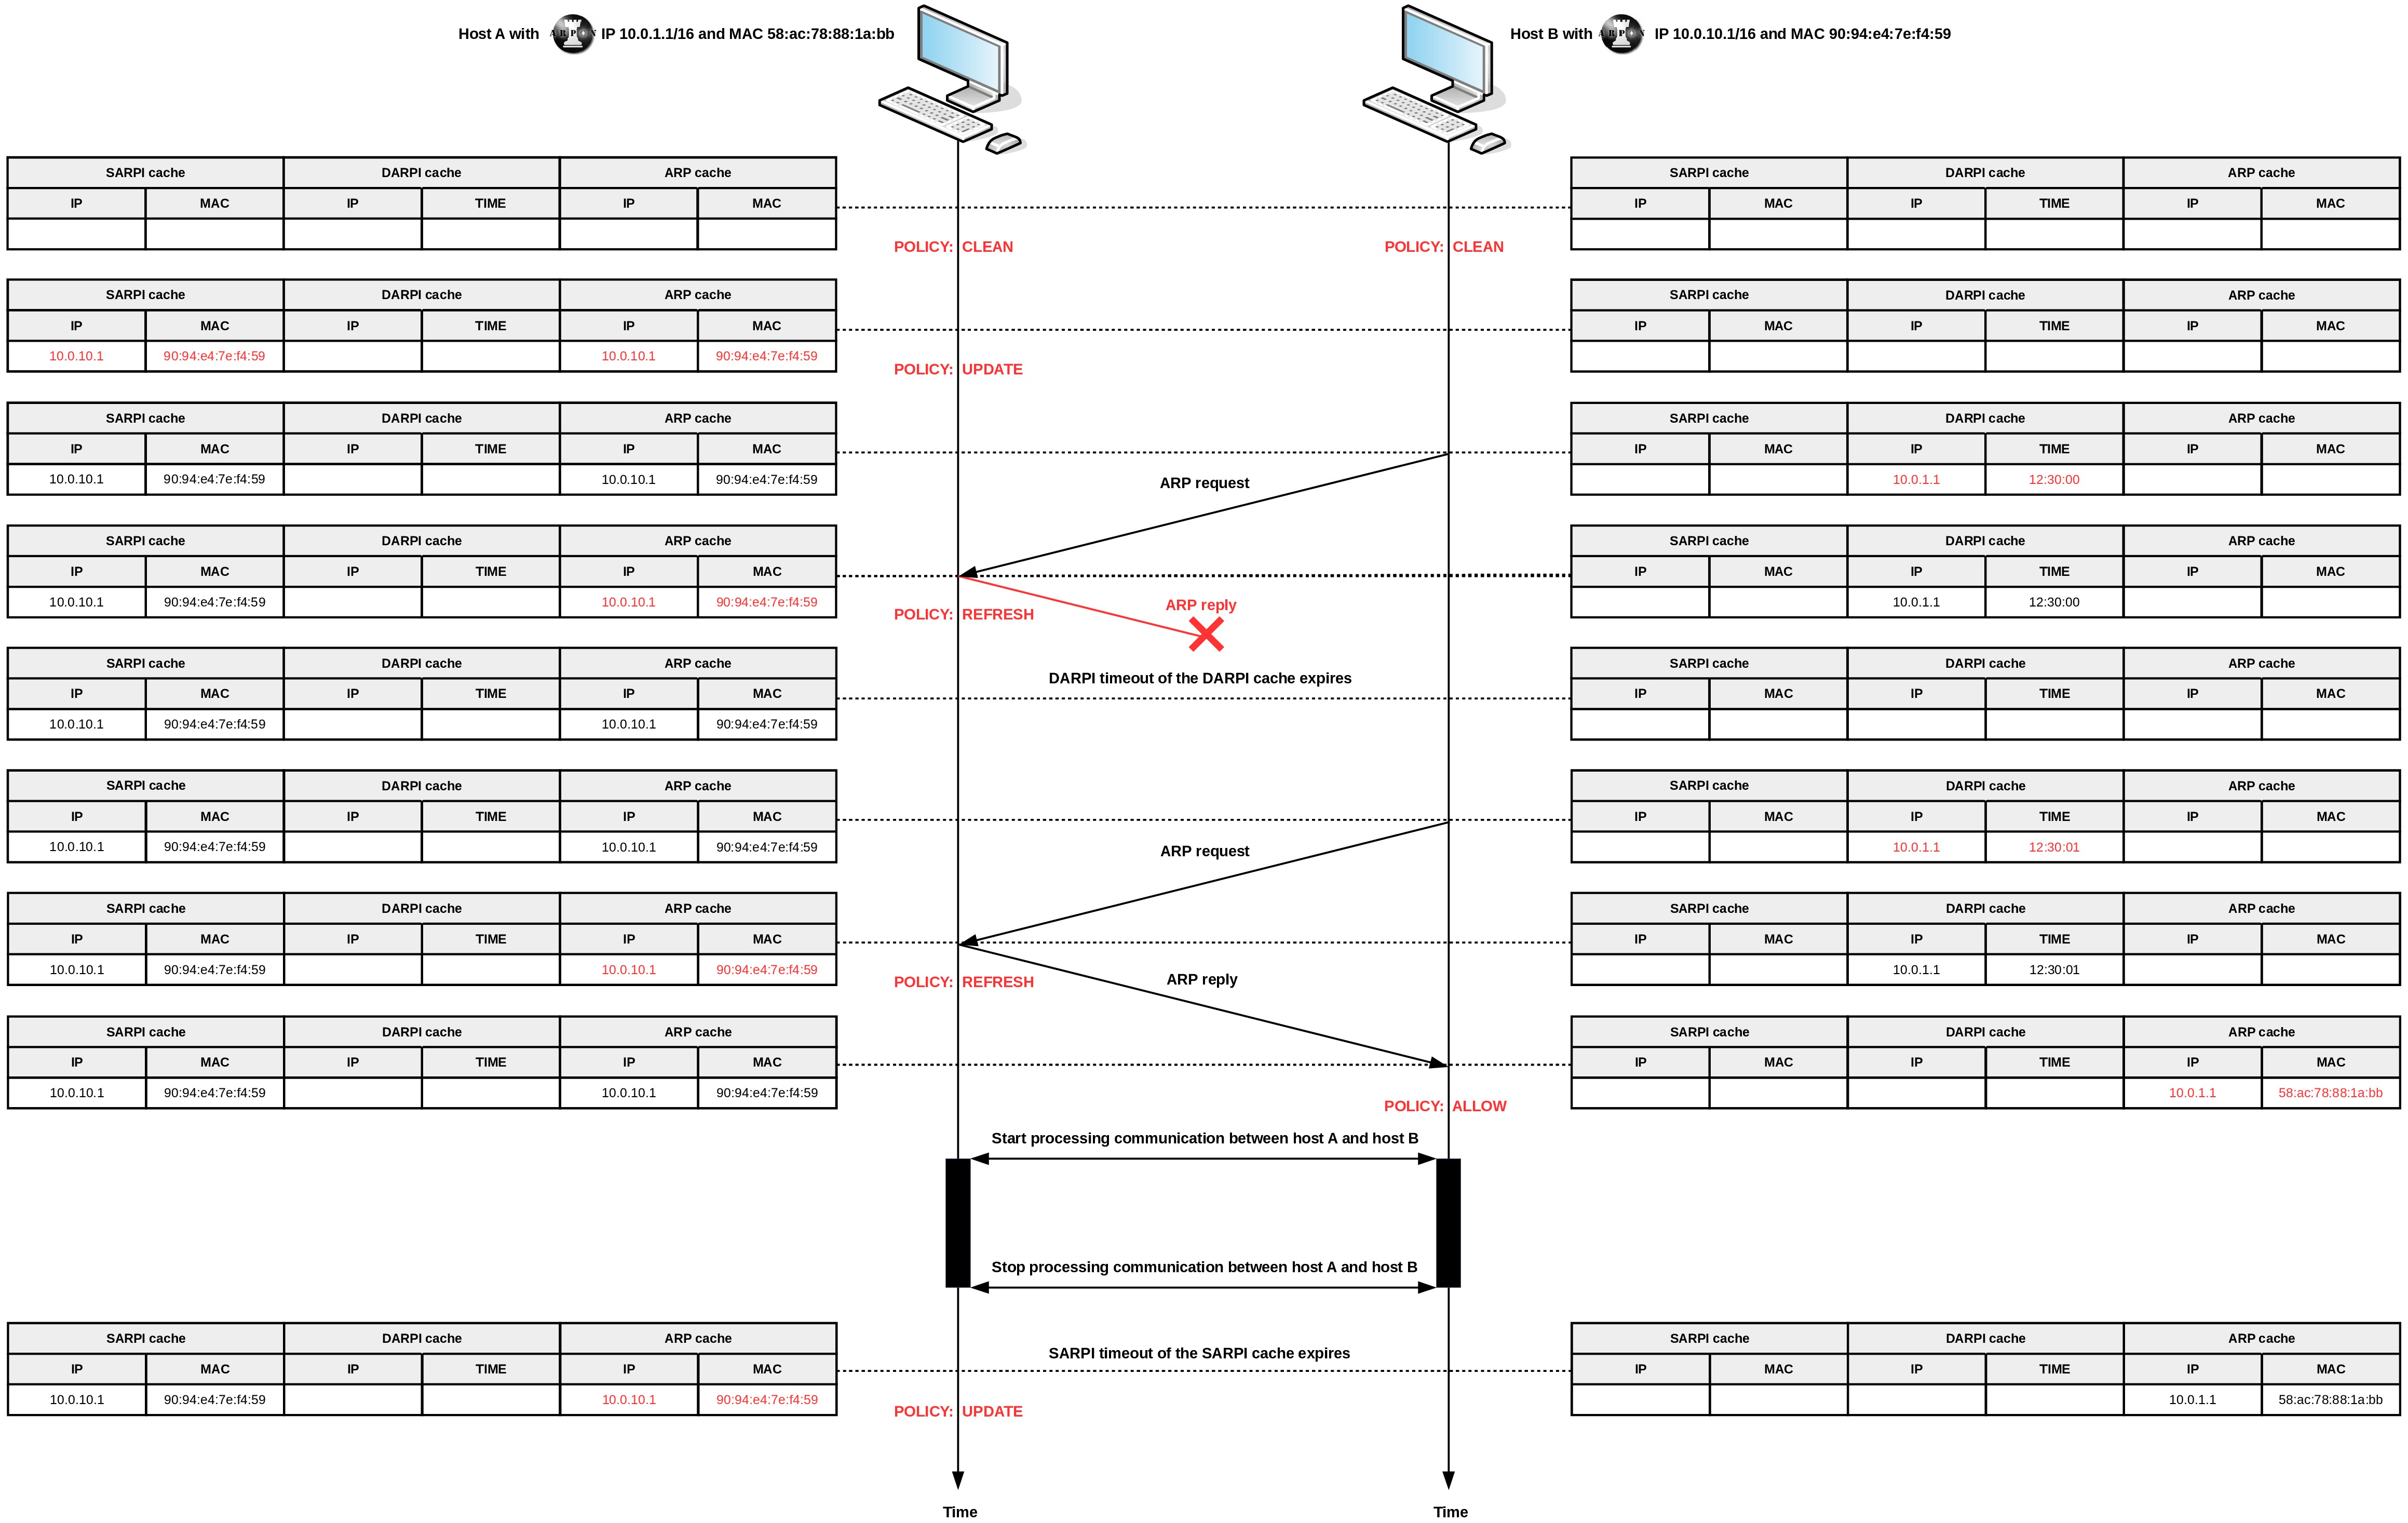 Host A with ARPON IP 10.0.1.1/16 and MAC 58:ac:78:88:1a:bb
Host B with ARPON IP 10.0.10.1/16 and MAC 90:94:e4:7e:f4:59
SARPI cache DARPI cache ARP cache SARPI cache DARPI cache ARP cache
IP MAC IP TIME IP MAC IP MAC IP TIME IP MAC
POLICY: CLEAN POLICY: CLEAN
SARPI cache DARPI cache ARP cache SARPI cache DARPI cache ARP cache
IP MAC IP TIME IP MAC IP MAC IP TIME IP MAC
10.0.10.1 90:94:e4:7e:f4:59 10.0.10.1 90:94:e4:7e:f4:59
POLICY: UPDATE
SARPI cache DARPI cache ARP cache SARPI cache DARPI cache ARP cache
IP MAC IP TIME IP MAC IP MAC IP TIME IP MAC
10.0.10.1 90:94:e4:7e:f4:59 10.0.10.1 90:94:e4:7e:f4:59 10.0.1.1 12:30:00
ARP request
SARPI cache DARPI cache ARP cache SARPI cache DARPI cache ARP cache
IP MAC IP TIME IP MAC IP MAC IP TIME IP MAC
10.0.10.1 90:94:e4:7e:f4:59 10.0.10.1 90:94:e4:7e:f4:59 10.0.1.1 12:30:00
ARP reply
POLICY: REFRESH
SARPI cache DARPI cache ARP cache SARPI cache DARPI cache ARP cache
DARPI timeout of the DARPI cache expires
IP MAC IP TIME IP MAC IP MAC IP TIME IP MAC
10.0.10.1 90:94:e4:7e:f4:59 10.0.10.1 90:94:e4:7e:f4:59
SARPI cache DARPI cache ARP cache SARPI cache DARPI cache ARP cache
IP MAC IP TIME IP MAC IP MAC IP TIME IP MAC
10.0.10.1 90:94:e4:7e:f4:59 10.0.10.1 90:94:e4:7e:f4:59 10.0.1.1 12:30:01
ARP request
SARPI cache DARPI cache ARP cache SARPI cache DARPI cache ARP cache
IP MAC IP TIME IP MAC IP MAC IP TIME IP MAC
10.0.10.1 90:94:e4:7e:f4:59 10.0.10.1 90:94:e4:7e:f4:59 10.0.1.1 12:30:01
ARP reply
POLICY: REFRESH
SARPI cache DARPI cache ARP cache SARPI cache DARPI cache ARP cache
IP MAC IP TIME IP MAC IP MAC IP TIME IP MAC
10.0.10.1 90:94:e4:7e:f4:59 10.0.10.1 90:94:e4:7e:f4:59 10.0.1.1 58:ac:78:88:1a:bb
POLICY: ALLOW
Start processing communication between host A and host B
Stop processing communication between host A and host B
SARPI cache DARPI cache ARP cache SARPI cache DARPI cache ARP cache
SARPI timeout of the SARPI cache expires
IP MAC IP TIME IP MAC IP MAC IP TIME IP MAC
10.0.10.1 90:94:e4:7e:f4:59 10.0.10.1 90:94:e4:7e:f4:59 10.0.1.1 58:ac:78:88:1a:bb
POLICY: UPDATE
Time Time